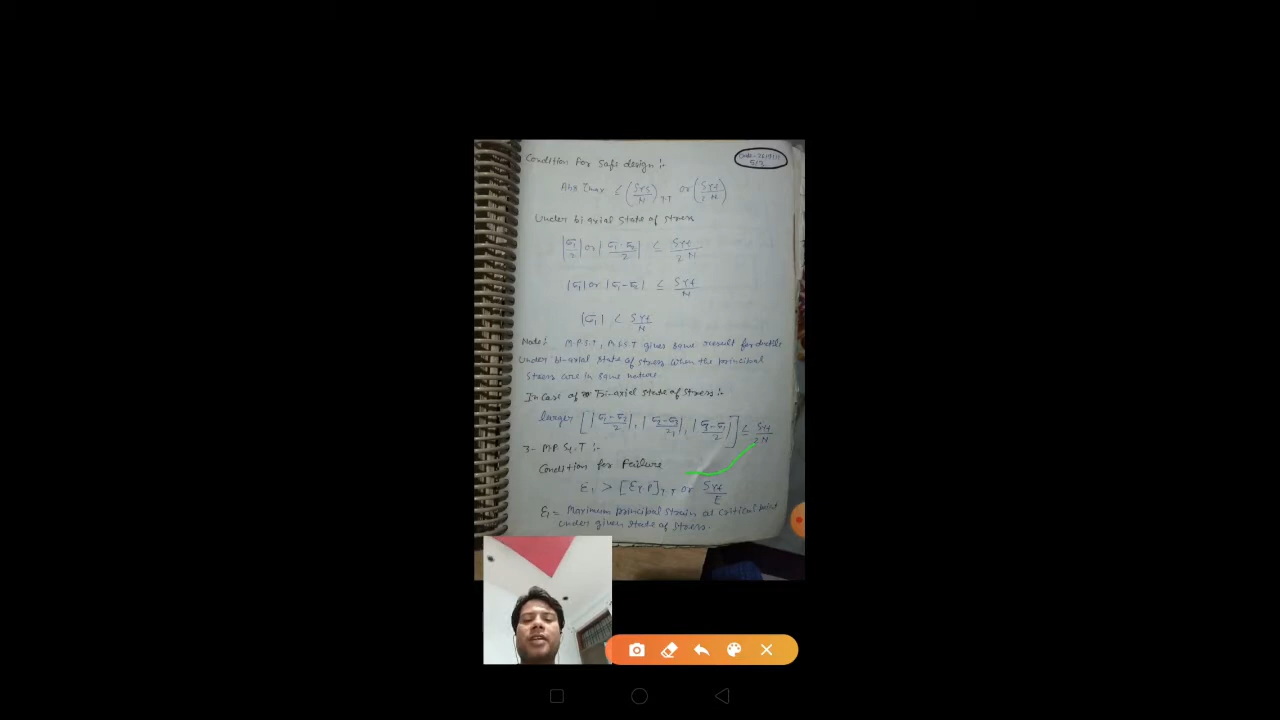 Condition for safe design :-
Abs τmax ≤ (Sys/N)T.T or (Syt/2N)
Under bi-axial state of stress
|σ1/2| or |σ1-σ2/2| ≤ Syt/2N
|σ1| or |σ1-σ2| ≤ Syt/N
|σ1| < Syt/N
Note:- M.P.S.T, M.S.S.T gives same result for ductile
under bi-axial state of stress when the principal
stress are in same nature.
In case of Tri-axial state of stress :-
larger [|σ1-σ2/2|, |σ2-σ3/2|, |σ3-σ1/2|] ≤ Syt/2N
3- M.P.St.T :-
Condition for Failure
ε1 > [εY.P]T.T or Syt/E
ε1 = Maximum principal strain at critical point
under given state of stress.